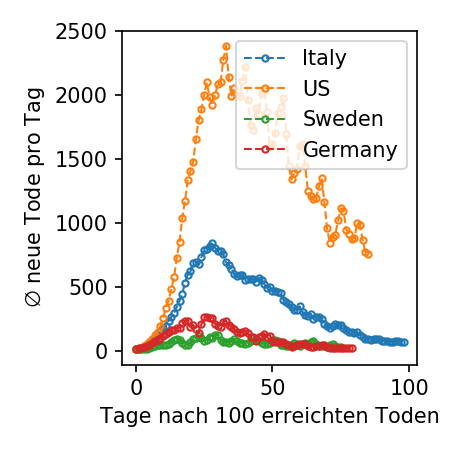 2500
2000
1500
1000
500
0
∅ neue Tode pro Tag
Italy
US
Sweden
Germany
0 50 100
Tage nach 100 erreichten Toden